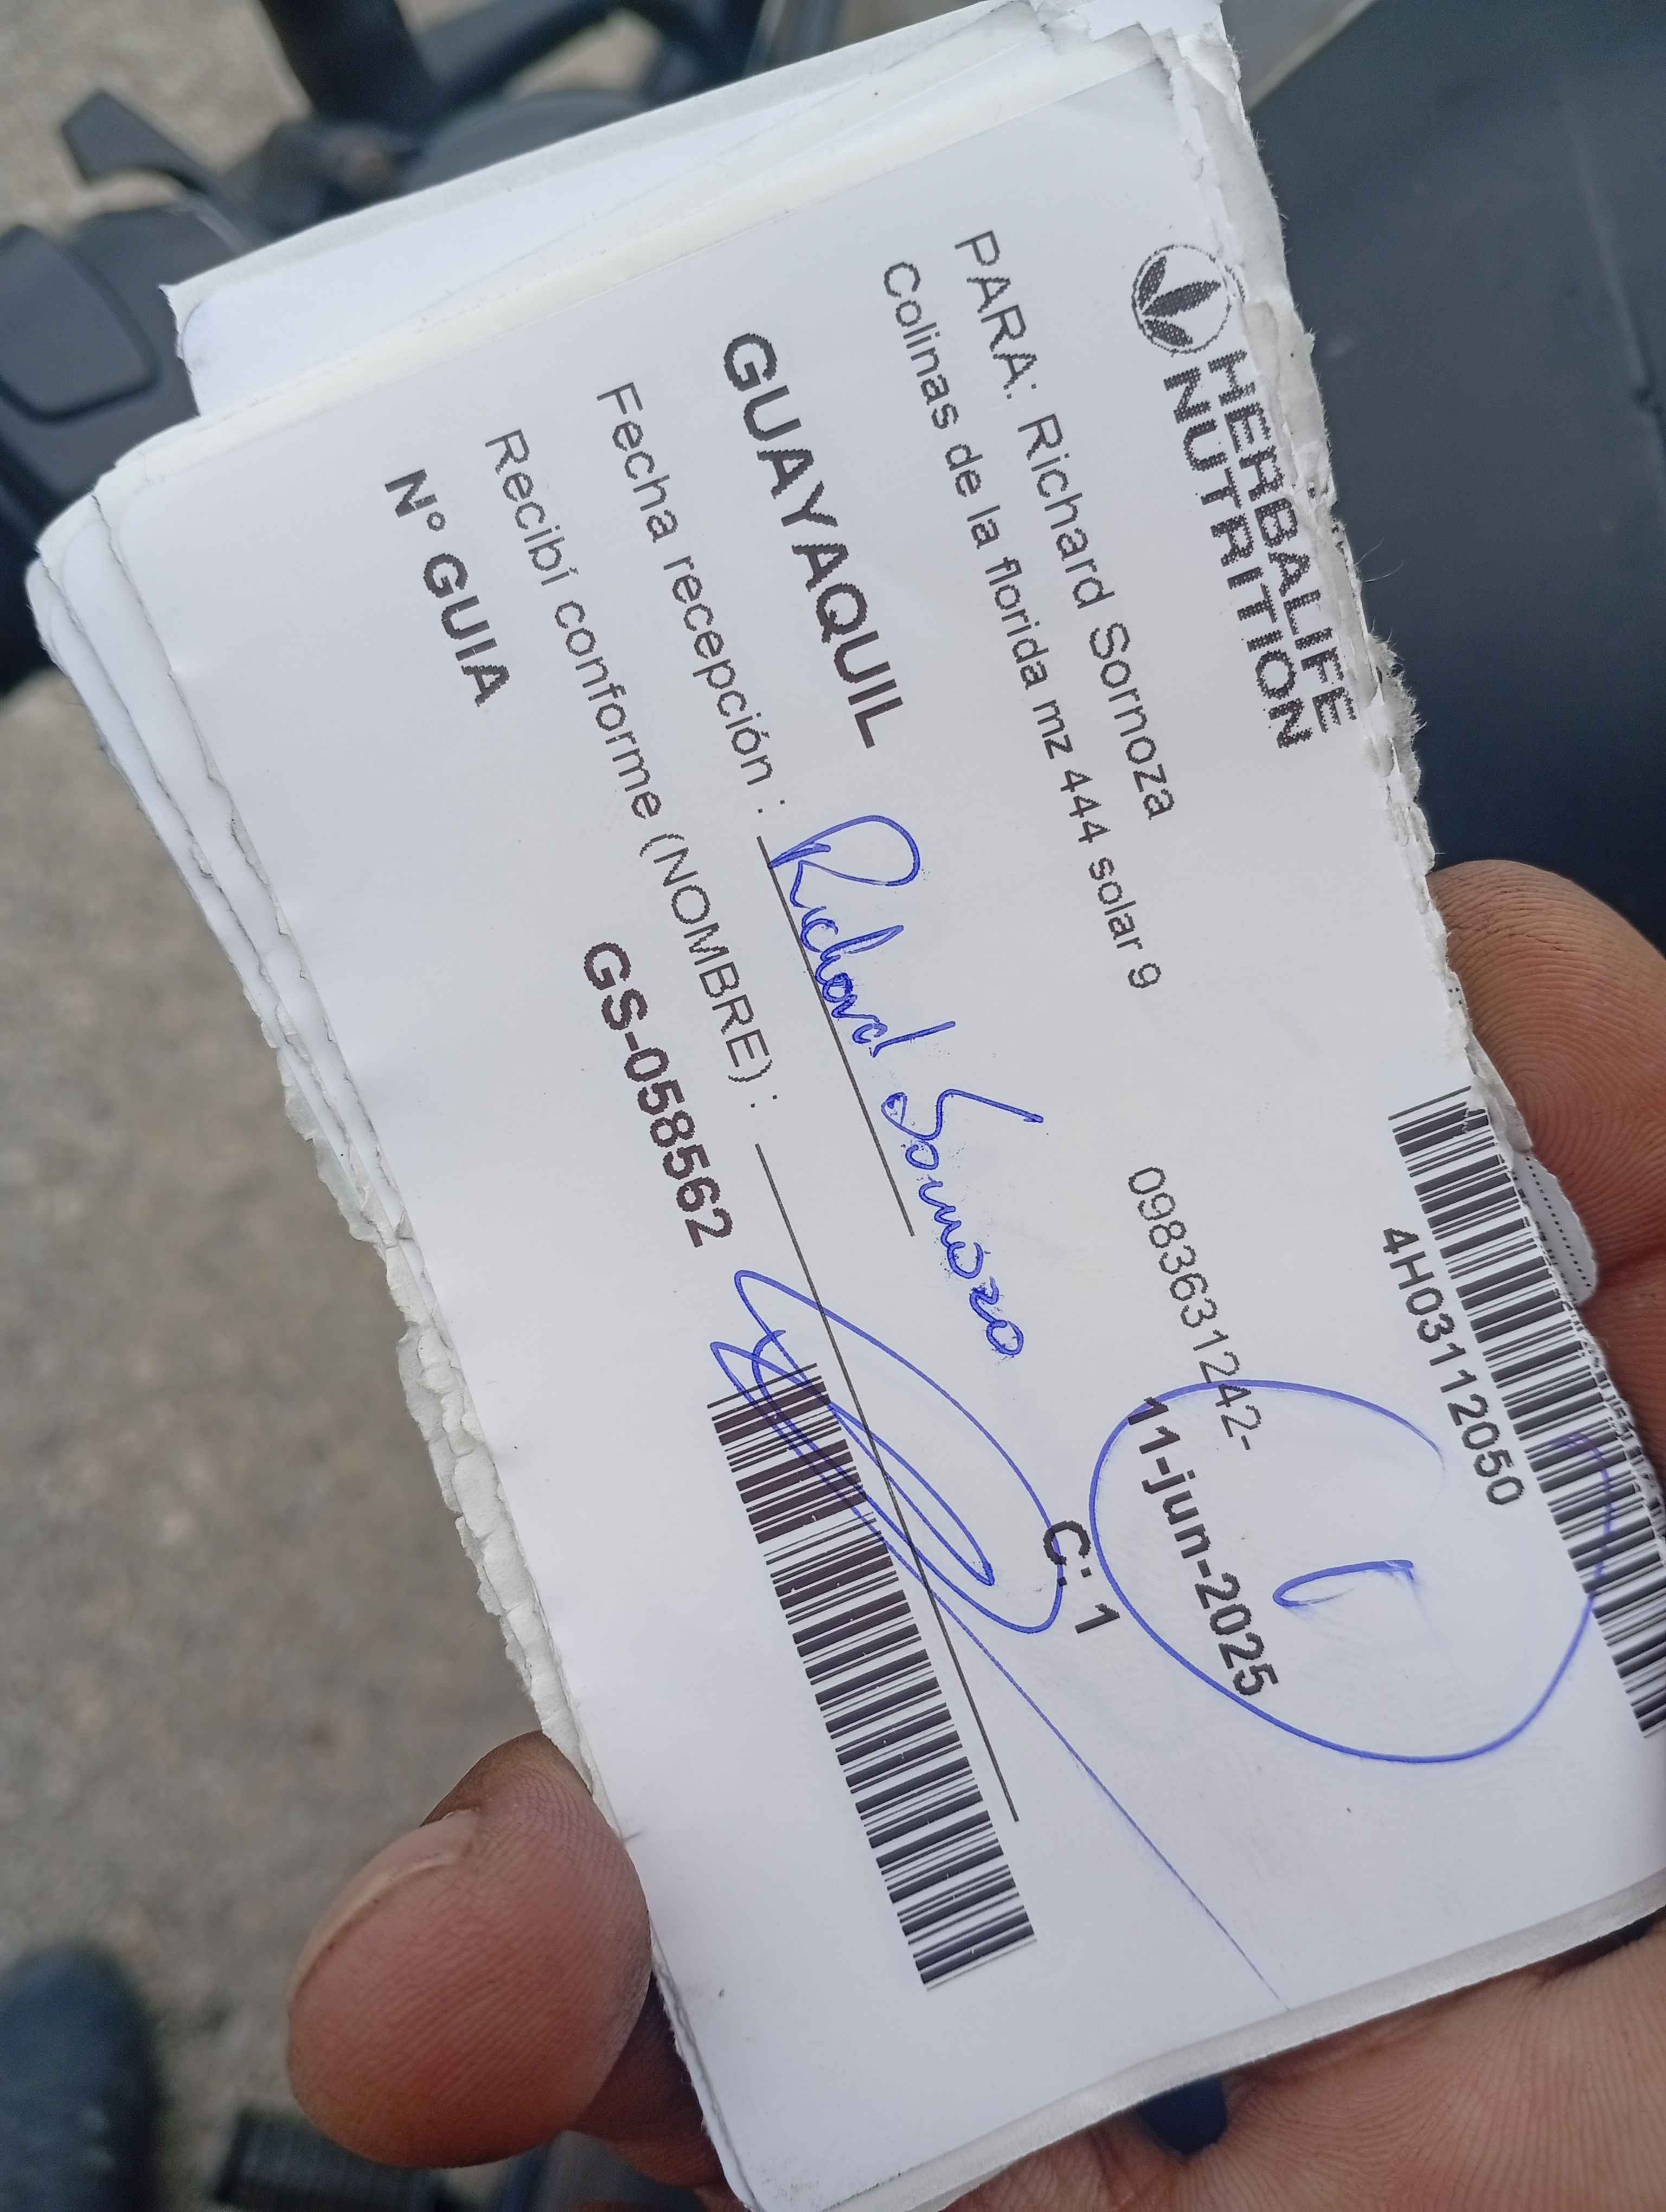 HERBALIFE
NUTRITION
4H03112050
PARA: Richard Sornoza
Colinas de la florida mz 444 solar 9
0983631242-
11-jun-2025
GUAYAQUIL
C: 1
Fecha recepción : Richard Sornoza
Recibí conforme (NOMBRE) :
N° GUIA
GS-058562